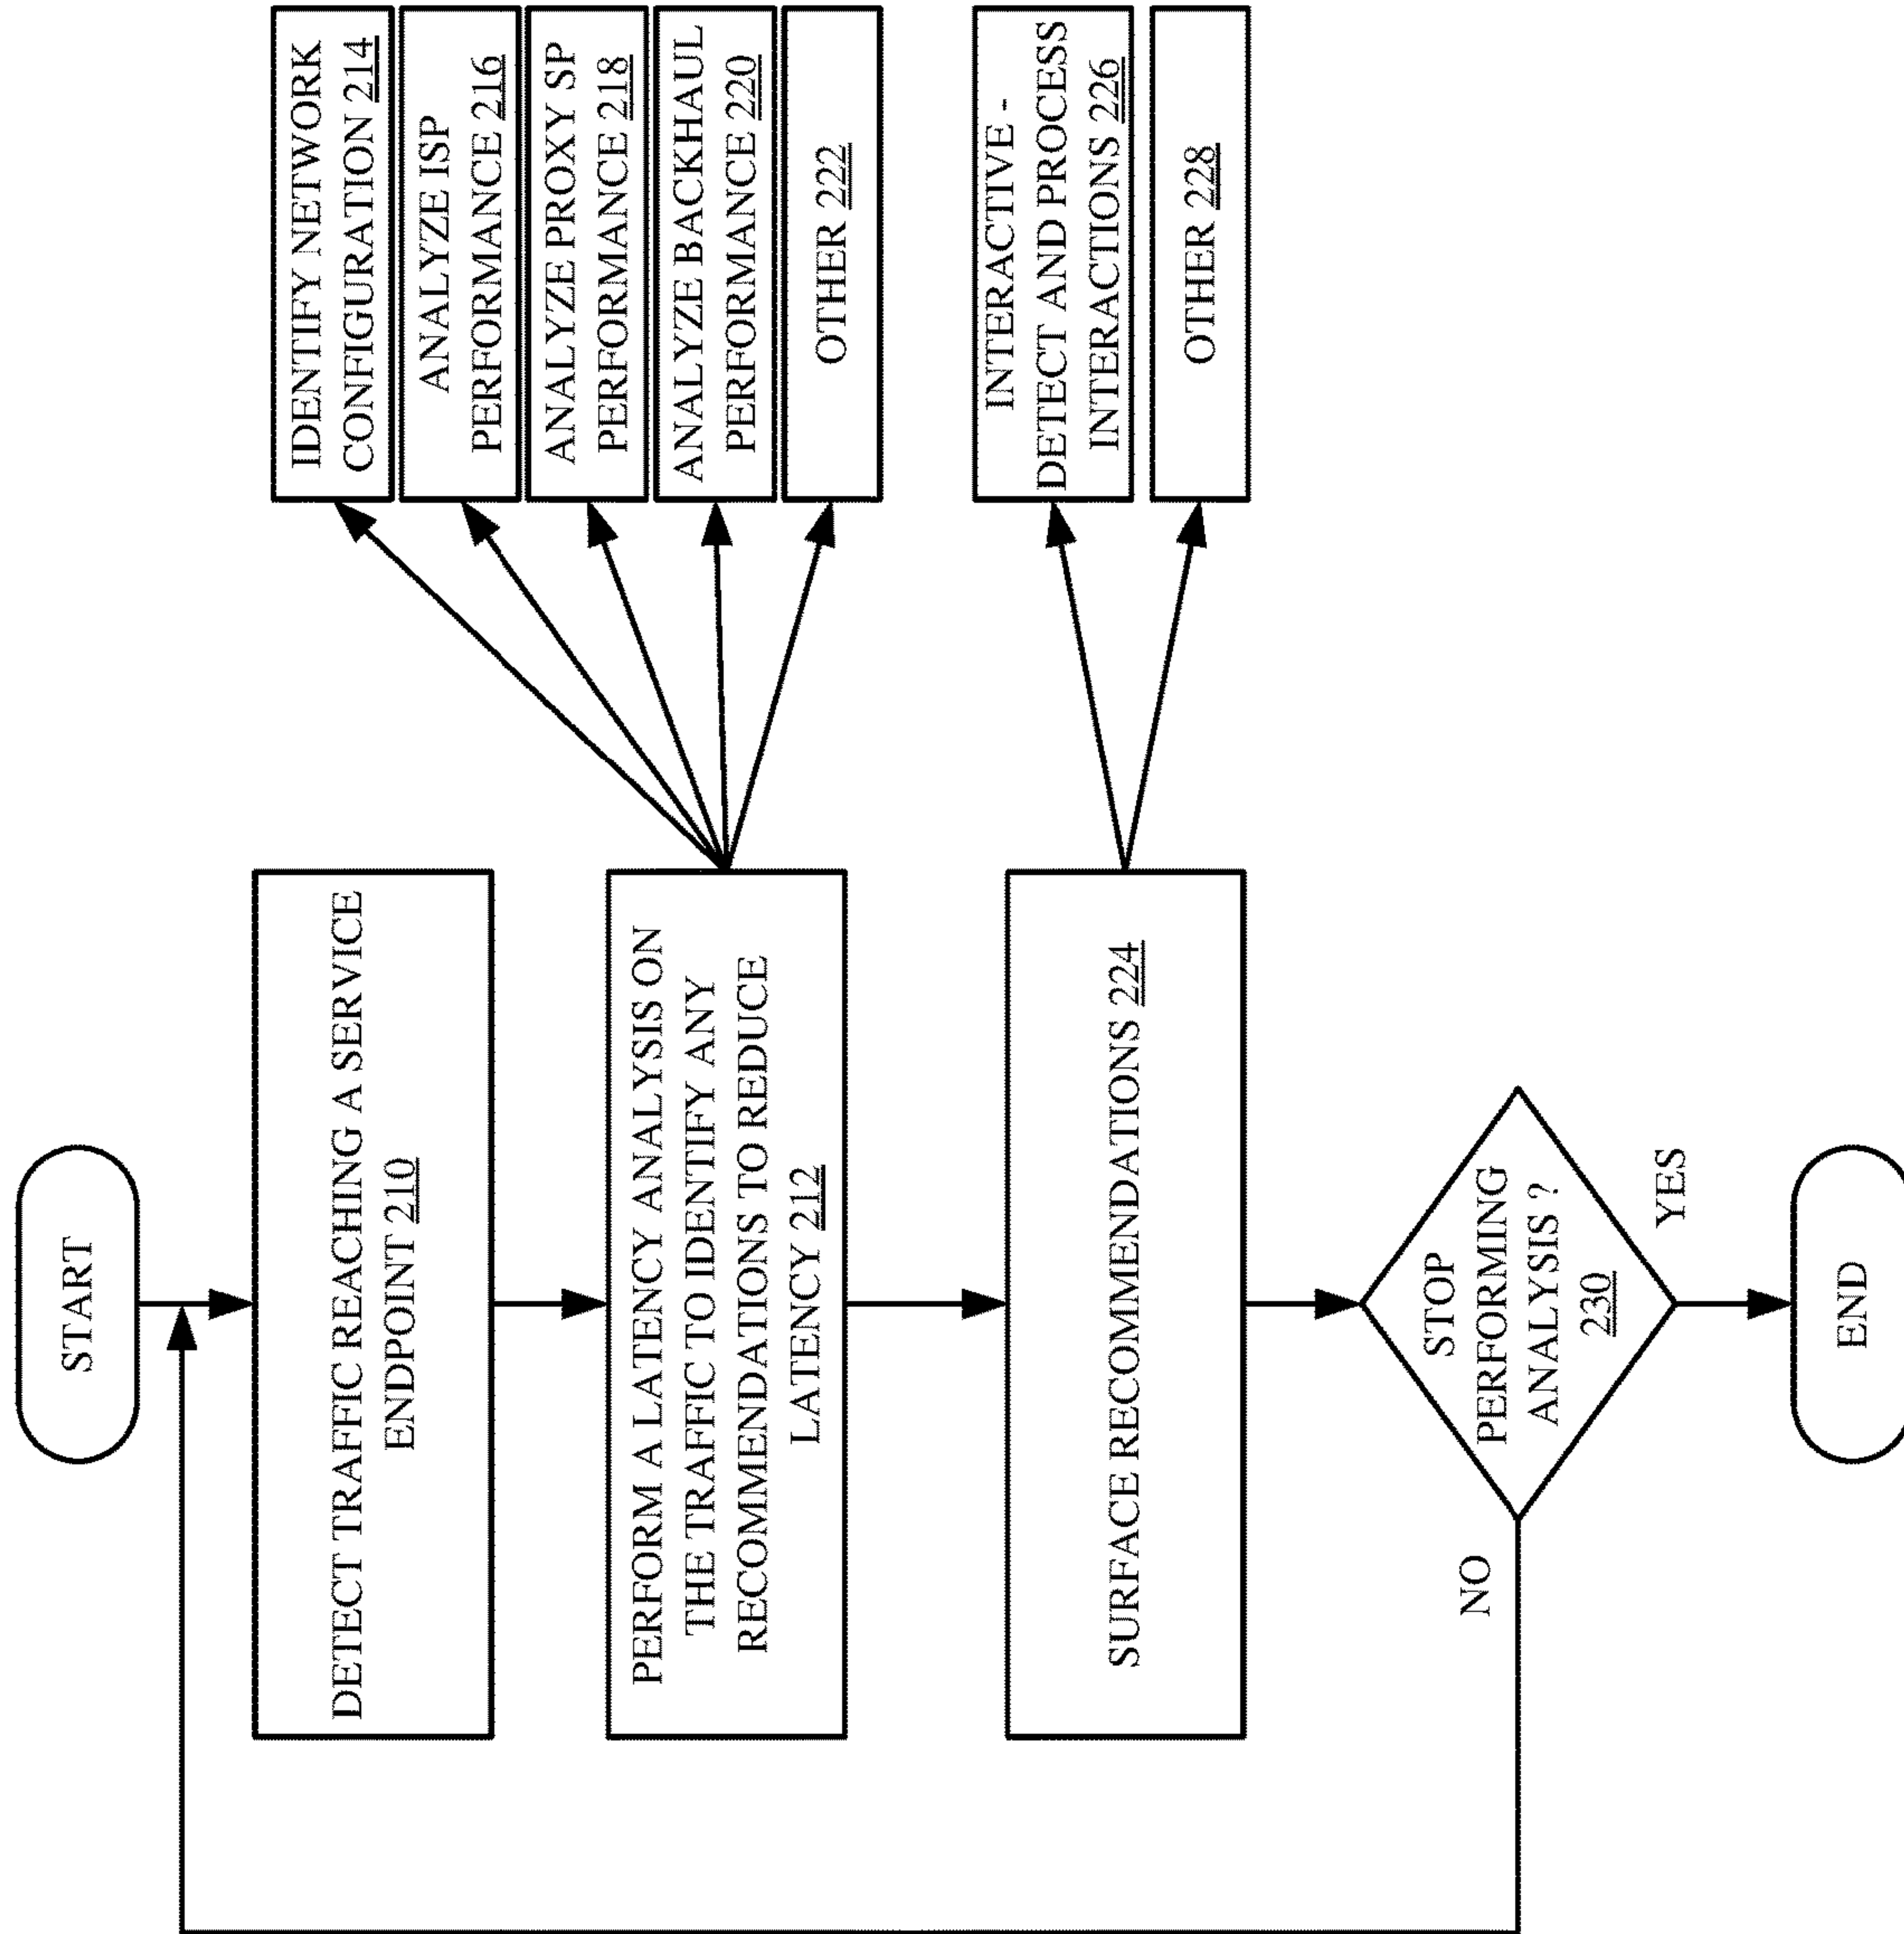 START
DETECT TRAFFIC REACHING A SERVICE
ENDPOINT 210
PERFORM A LATENCY ANALYSIS ON
THE TRAFFIC TO IDENTIFY ANY
RECOMMENDATIONS TO REDUCE
LATENCY 212
IDENTIFY NETWORK
CONFIGURATION 214
ANALYZE ISP
PERFORMANCE 216
ANALYZE PROXY SP
PERFORMANCE 218
ANALYZE BACKHAUL
PERFORMANCE 220
OTHER 222
SURFACE RECOMMENDATIONS 224
INTERACTIVE -
DETECT AND PROCESS
INTERACTIONS 226
OTHER 228
STOP
PERFORMING
ANALYSIS ?
230
NO
YES
END